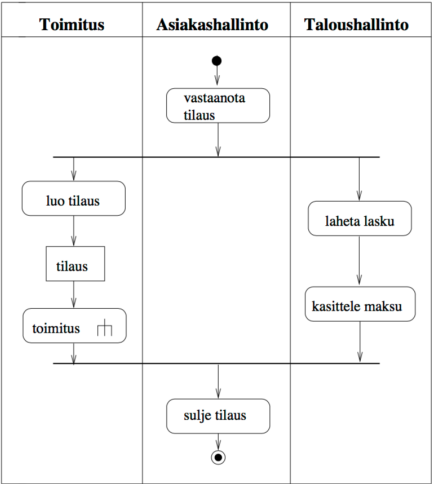 Toimitus
Asiakashallinto
Taloushallinto
vastaanota
tilaus
luo tilaus
laheta lasku
tilaus
kasittele maksu
toimitus
sulje tilaus